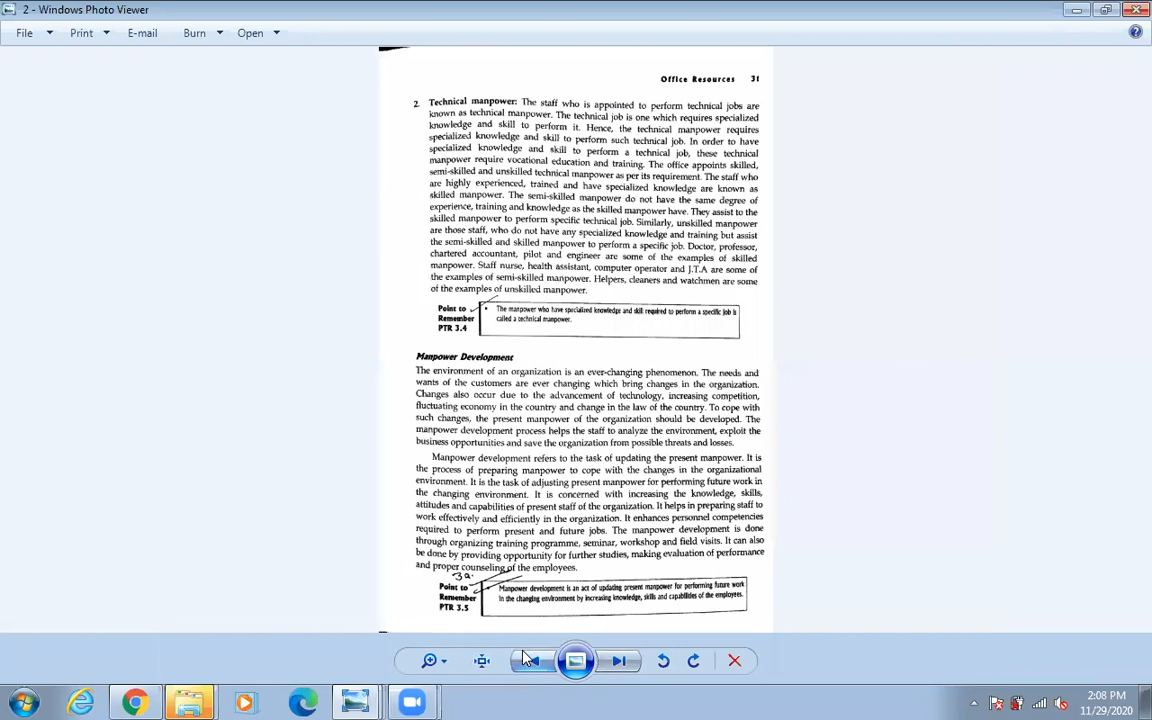 2 - Windows Photo Viewer
File Print E-mail Burn Open
Office Resources 31
2. Technical manpower: The staff who is appointed to perform technical jobs are
known as technical manpower. The technical job is one which requires specialized
knowledge and skill to perform it. Hence, the technical manpower requires
specialized knowledge and skill to perform such technical job. In order to have
specialized knowledge and skill to perform a technical job, these technical
manpower require vocational education and training. The office appoints skilled,
semi-skilled and unskilled technical manpower as per its requirement. The staff who
are highly experienced, trained and have specialized knowledge are known as
skilled manpower. The semi-skilled manpower do not have the same degree of
experience, training and knowledge as the skilled manpower have. They assist to the
skilled manpower to perform specific technical job. Similarly, unskilled manpower
are those staff, who do not have any specialized knowledge and training but assist
the semi-skilled and skilled manpower to perform a specific job. Doctor, professor,
chartered accountant, pilot and engineer are some of the examples of skilled
manpower. Staff nurse, health assistant, computer operator and J.T.A are some of
the examples of semi-skilled manpower. Helpers, cleaners and watchmen are some
of the examples of unskilled manpower.
Point to
Remember
PTR 3.4
• The manpower who have specialized knowledge and skill required to perform a specific job is
called a technical manpower.
Manpower Development
The environment of an organization is an ever-changing phenomenon. The needs and
wants of the customers are ever changing which bring changes in the organization.
Changes also occur due to the advancement of technology, increasing competition,
fluctuating economy in the country and change in the law of the country. To cope with
such changes, the present manpower of the organization should be developed. The
manpower development process helps the staff to analyze the environment, exploit the
business opportunities and save the organization from possible threats and losses.
Manpower development refers to the task of updating the present manpower. It is
the process of preparing manpower to cope with the changes in the organizational
environment. It is the task of adjusting present manpower for performing future work in
the changing environment. It is concerned with increasing the knowledge, skills,
attitudes and capabilities of present staff of the organization. It helps in preparing staff to
work effectively and efficiently in the organization. It enhances personnel competencies
required to perform present and future jobs. The manpower development is done
through organizing training programme, seminar, workshop and field visits. It can also
be done by providing opportunity for further studies, making evaluation of performance
and proper counseling of the employees.
Point to
Remember
PTR 3.5
• Manpower development is an act of updating present manpower for performing future work
in the changing environment by increasing knowledge, skills and capabilities of the employees.
2:08 PM
11/29/2020